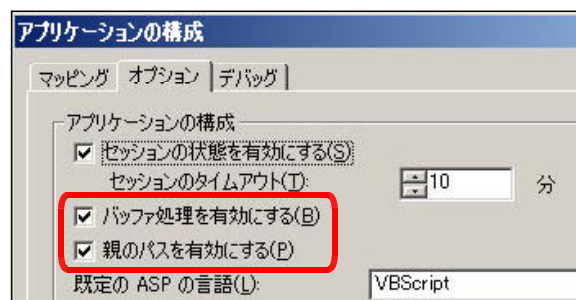 アプリケーションの構成
マッピング オプション デバッグ
アプリケーションの構成
セッションの状態を有効にする(S)
セッションのタイムアウト(T): 10 分
バッファ処理を有効にする(B)
親のパスを有効にする(P)
既定の ASP の言語(L): VBScript